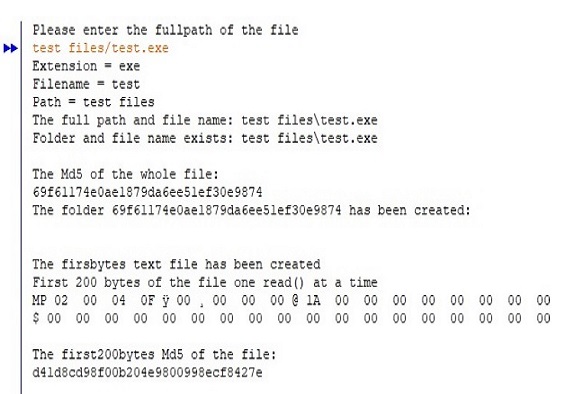 Please enter the fullpath of the file
test files/test.exe
Extension = exe
Filename = test
Path = test files
The full path and file name: test files\test.exe
Folder and file name exists: test files\test.exe
The Md5 of the whole file:
69f61174e0ae1879da6ee51ef30e9874
The folder 69f61174e0ae1879da6ee51ef30e9874 has been created:
The firsbytes text file has been created
First 200 bytes of the file one read() at a time
MP 02 00 04 0F ÿ 00 ¸ 00 00 00 @ 1A 00 00 00 00 00 00 00 00
$ 00 00 00 00 00 00 00 00 00 00 00 00 00 00 00 00 00 00
The first200bytes Md5 of the file:
d41d8cd98f00b204e9800998ecf8427e